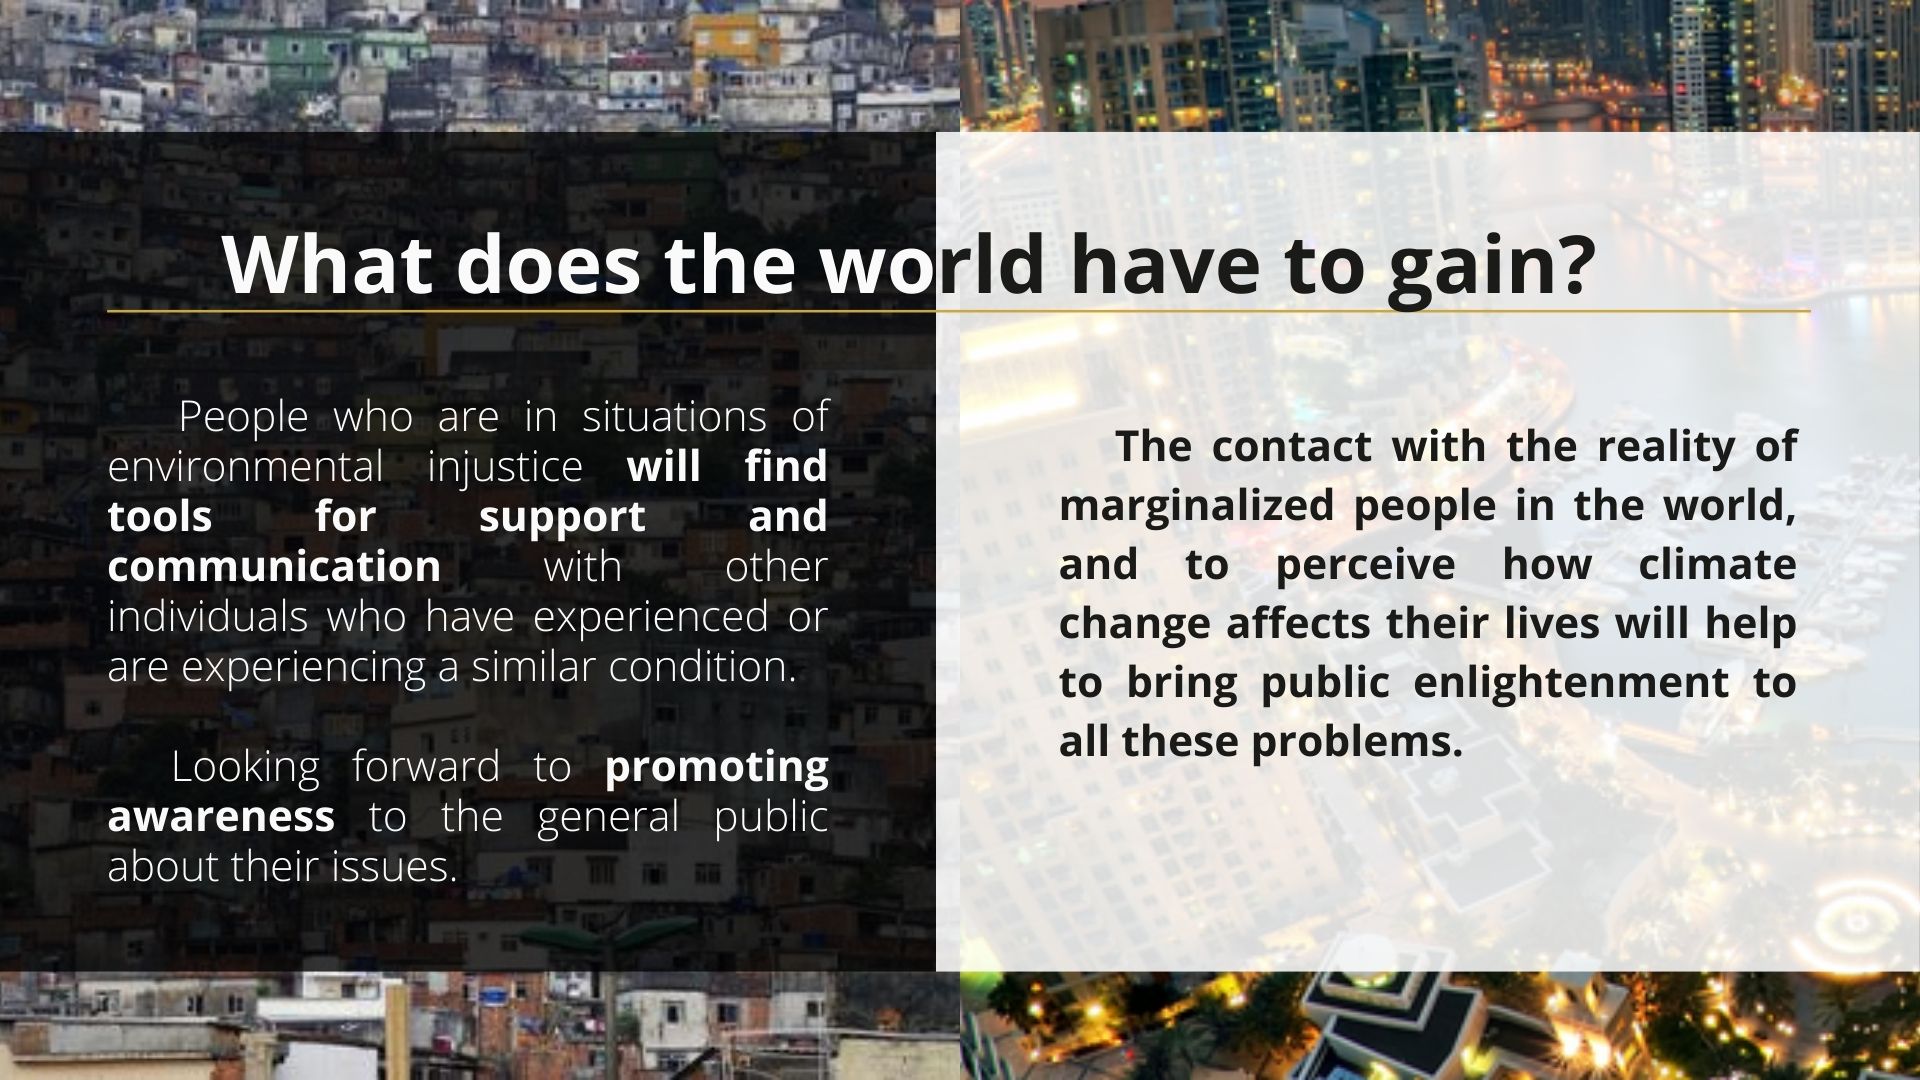 What does the world have to gain?
People who are in situations of
environmental injustice will find
tools for support and
communication with other
individuals who have experienced or
are experiencing a similar condition.
Looking forward to promoting
awareness to the general public
about their issues.
The contact with the reality of
marginalized people in the world,
and to perceive how climate
change affects their lives will help
to bring public enlightenment to
all these problems.